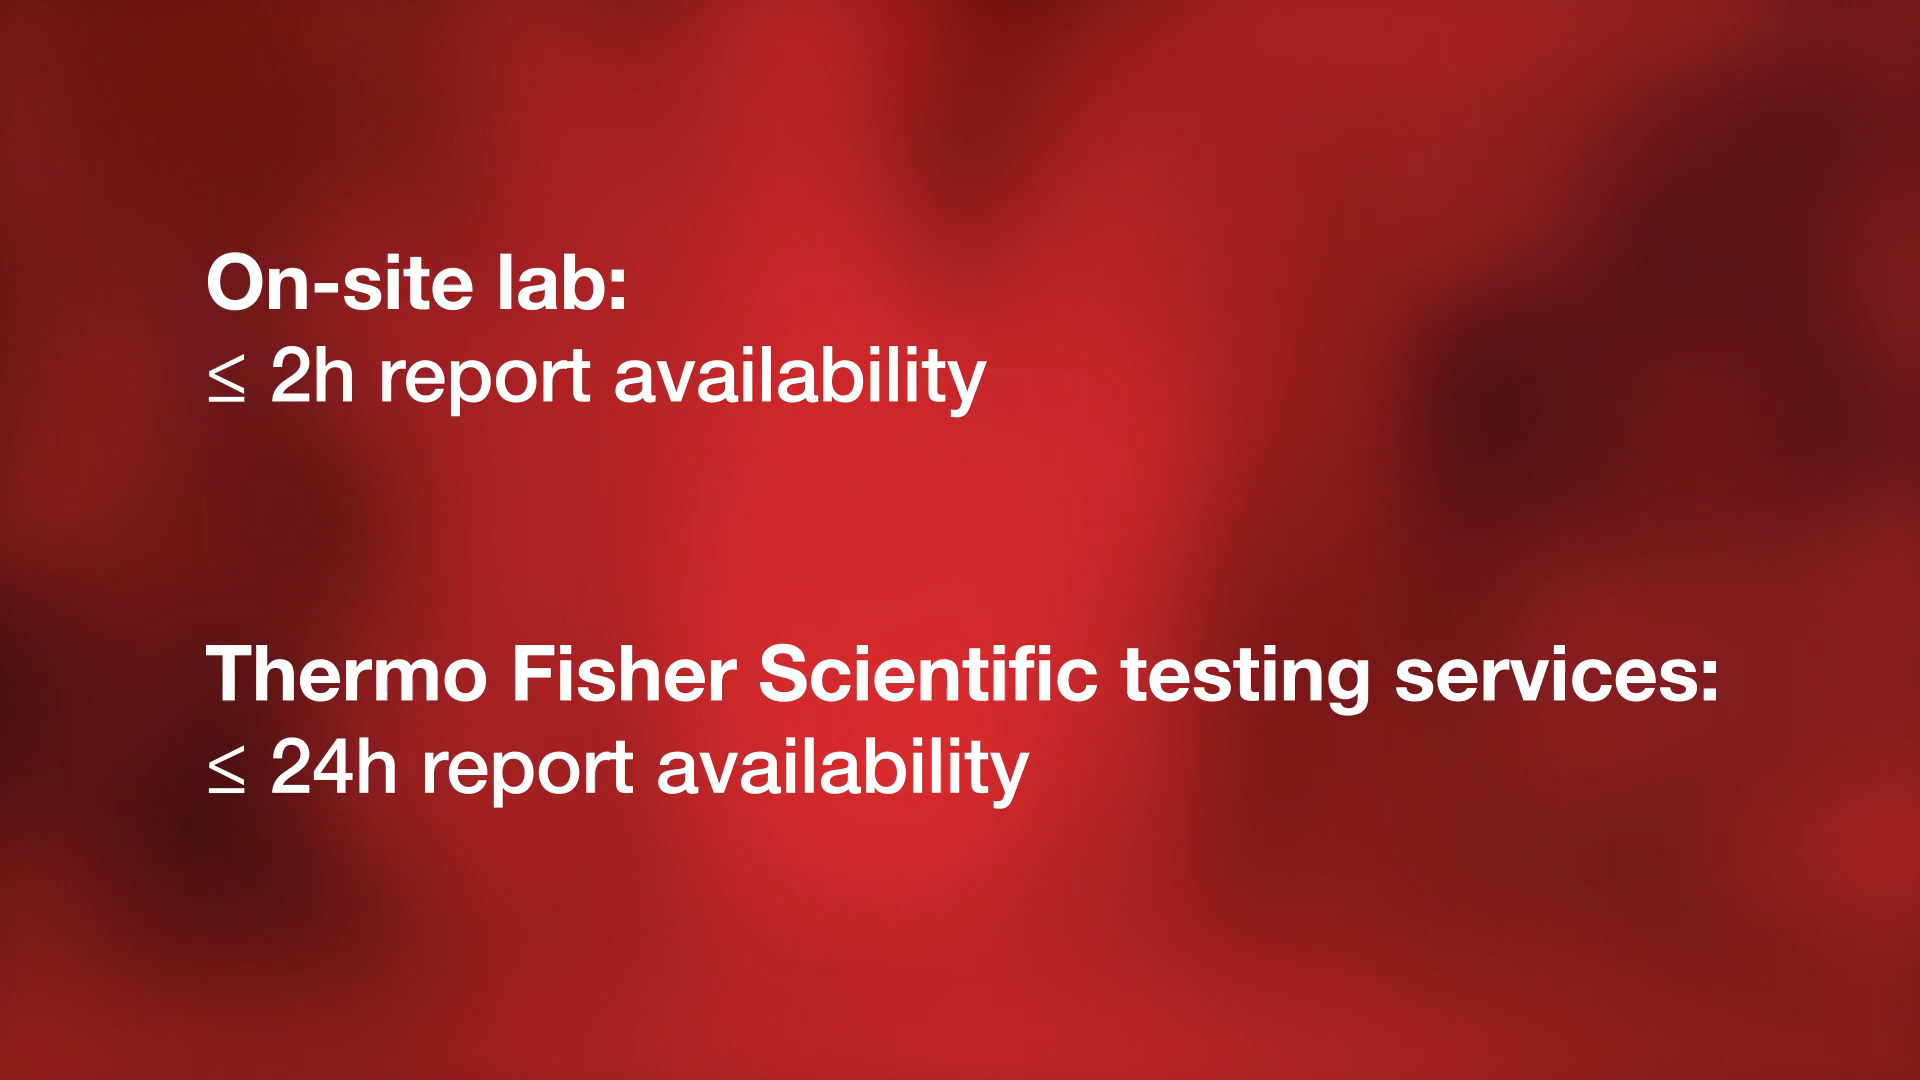 On-site lab:
≤ 2h report availability
Thermo Fisher Scientific testing services:
≤ 24h report availability